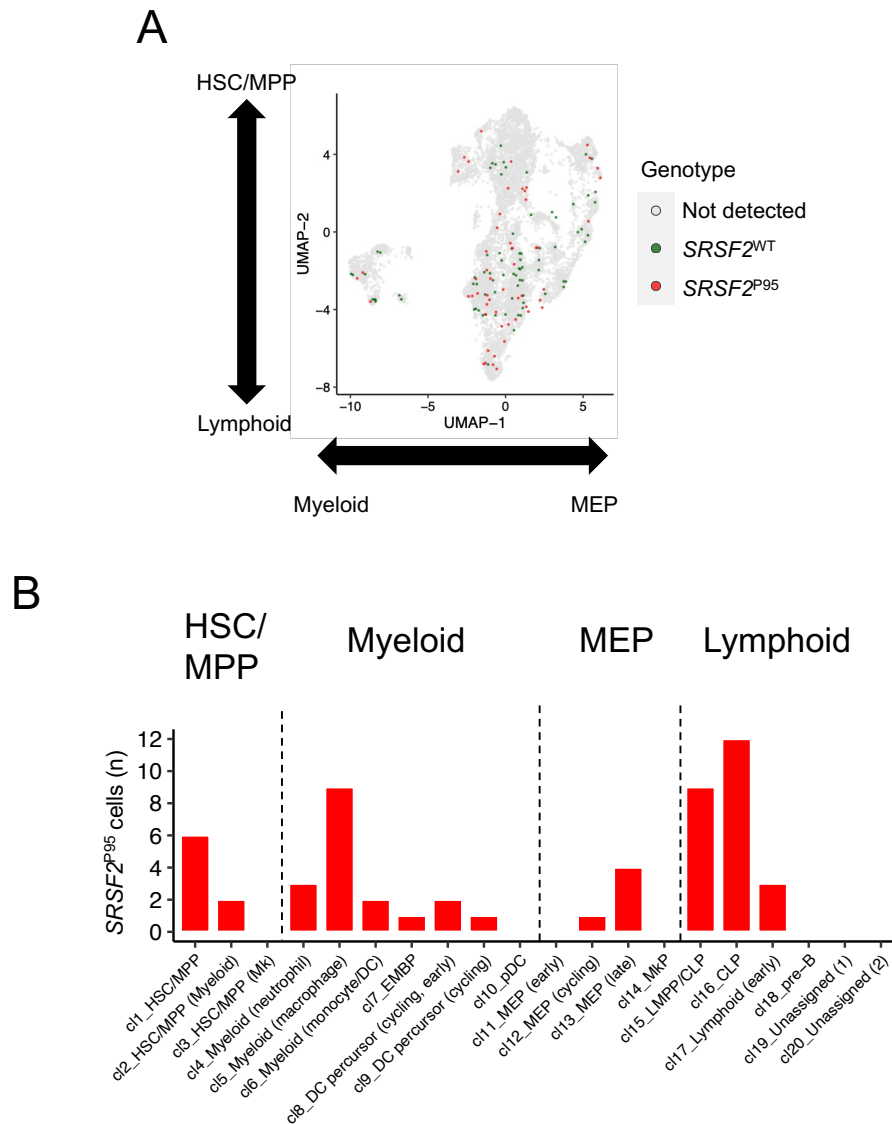 A
HSC/MPP
Lymphoid
UMAP−2
4
0
−4
−8
−10
−5
0
5
UMAP−1
Myeloid
MEP
Genotype
Not detected
SRSF2WT
SRSF2P95
B
HSC/
MPP
Myeloid
MEP
Lymphoid
SRSF2P95 cells (n)
12
10
8
6
4
2
0
cl1_HSC/MPP
cl2_HSC/MPP (Myeloid)
cl3_HSC/MPP (Mk)
cl4_Myeloid (neutrophil)
cl5_Myeloid (macrophage)
cl6_Myeloid (monocyte/DC)
cl7_EMBP
cl8_DC percursor (cycling, early)
cl9_DC percursor (cycling)
cl10_pDC
cl11_MEP (early)
cl12_MEP (cycling)
cl13_MEP (late)
cl14_MkP
cl15_LMPP/CLP
cl16_CLP
cl17_Lymphoid (early)
cl18_pre−B
cl19_Unassigned (1)
cl20_Unassigned (2)